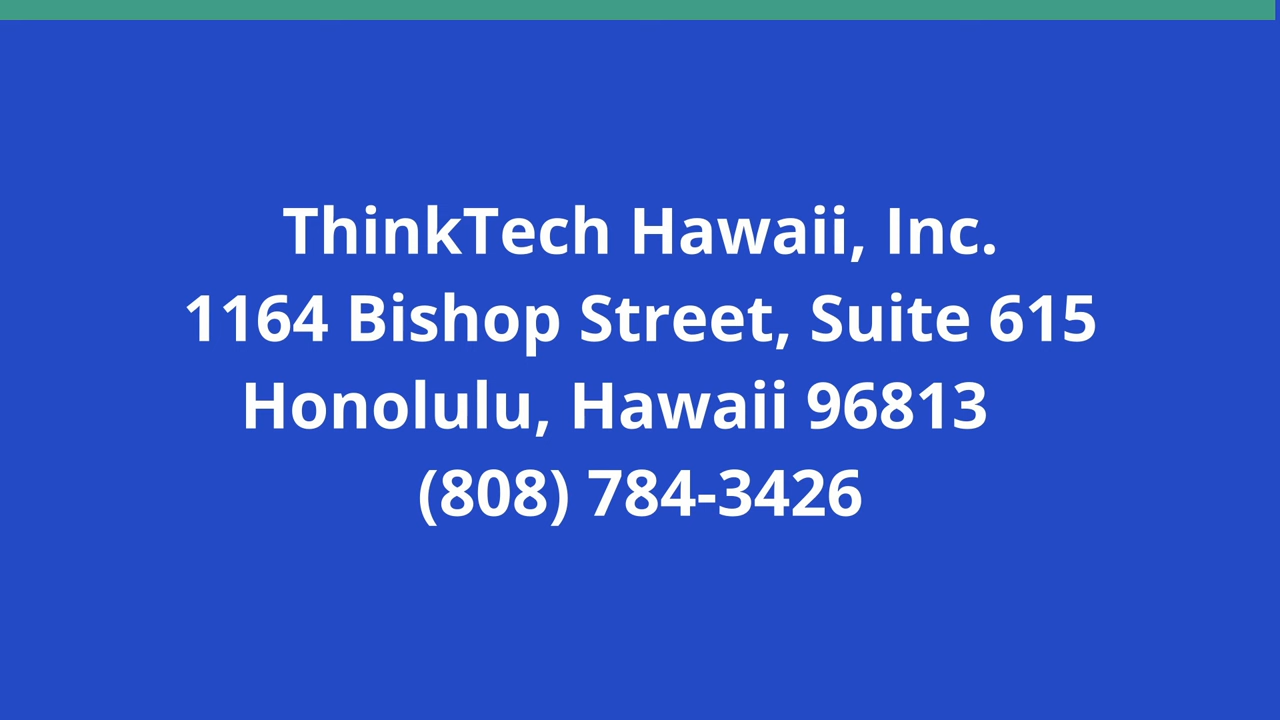 ThinkTech Hawaii, Inc.
1164 Bishop Street, Suite 615
Honolulu, Hawaii 96813
(808) 784-3426